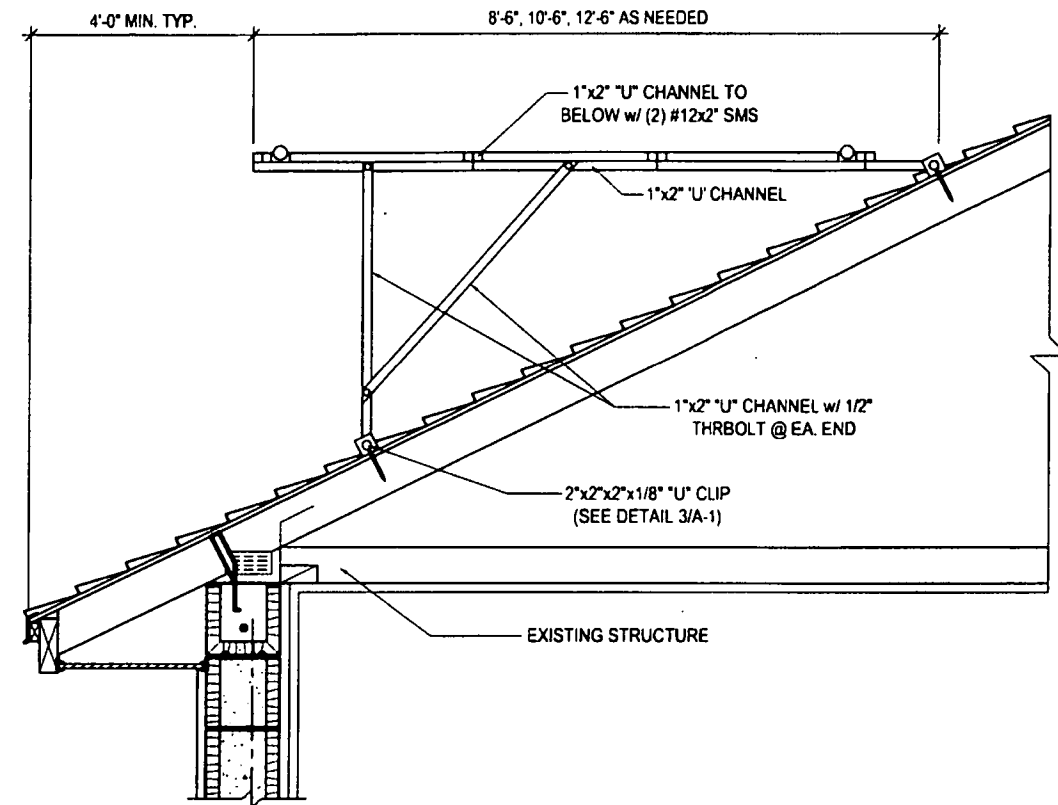 4'-0" MIN. TYP.
8'-6", 10'-6", 12'-6" AS NEEDED
1"x2" "U" CHANNEL TO
BELOW w/ (2) #12x2" SMS
1"x2" 'U' CHANNEL
1"x2" "U" CHANNEL w/ 1/2"
THRBOLT @ EA. END
2"x2"x2"x1/8" "U" CLIP
(SEE DETAIL 3/A-1)
EXISTING STRUCTURE